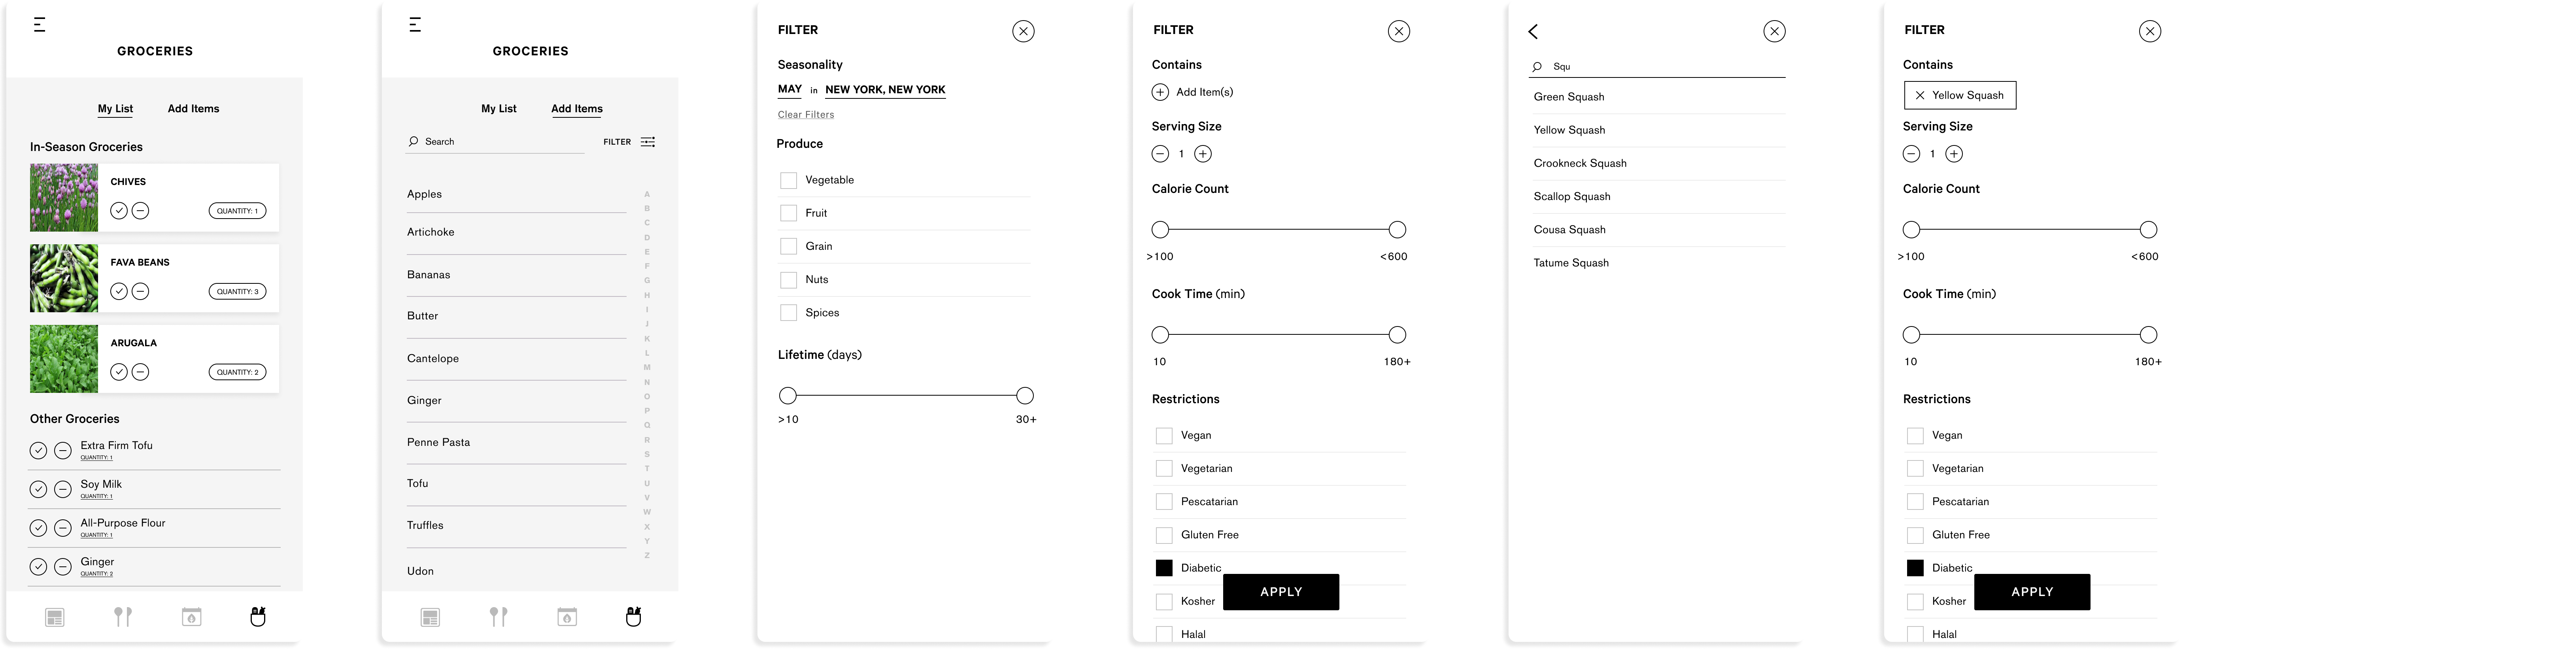 GROCERIES
My List Add Items
In-Season Groceries
CHIVES
QUANTITY: 1
FAVA BEANS
QUANTITY: 3
ARUGALA
QUANTITY: 2
Other Groceries
Extra Firm Tofu
QUANTITY: 1
Soy Milk
QUANTITY: 1
All-Purpose Flour
QUANTITY: 1
Ginger
QUANTITY: 2
GROCERIES
My List Add Items
Search FILTER
Apples
Artichoke
Bananas
Butter
Cantelope
Ginger
Penne Pasta
Tofu
Truffles
Udon
A
B
C
D
E
F
G
H
I
J
K
L
M
N
O
P
Q
R
S
T
U
V
W
X
Y
Z
FILTER
Seasonality
MAY in NEW YORK, NEW YORK
Clear Filters
Produce
Vegetable
Fruit
Grain
Nuts
Spices
Lifetime (days)
>10 30+
FILTER
Contains
Add Item(s)
Serving Size
1
Calorie Count
>100 <600
Cook Time (min)
10 180+
Restrictions
Vegan
Vegetarian
Pescatarian
Gluten Free
Diabetic
APPLY
Kosher
Halal
Squ
Green Squash
Yellow Squash
Crookneck Squash
Scallop Squash
Cousa Squash
Tatume Squash
FILTER
Contains
Yellow Squash
Serving Size
1
Calorie Count
>100 <600
Cook Time (min)
10 180+
Restrictions
Vegan
Vegetarian
Pescatarian
Gluten Free
Diabetic
APPLY
Kosher
Halal